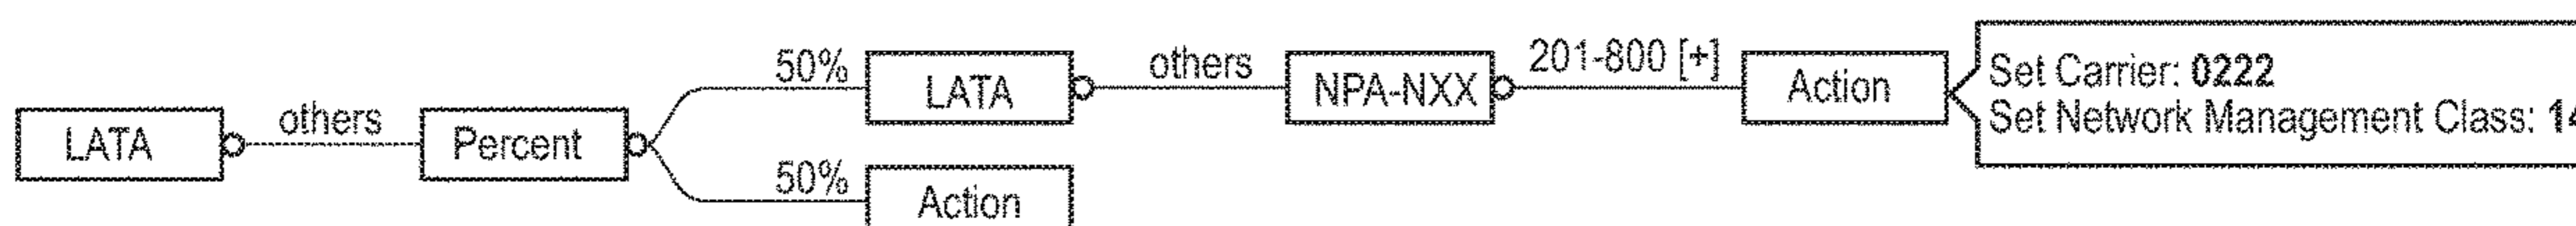 LATA
others
Percent
50%
LATA
others
NPA-NXX
201-800 [+]
Action
Set Carrier: 0222
Set Network Management Class:
50%
Action